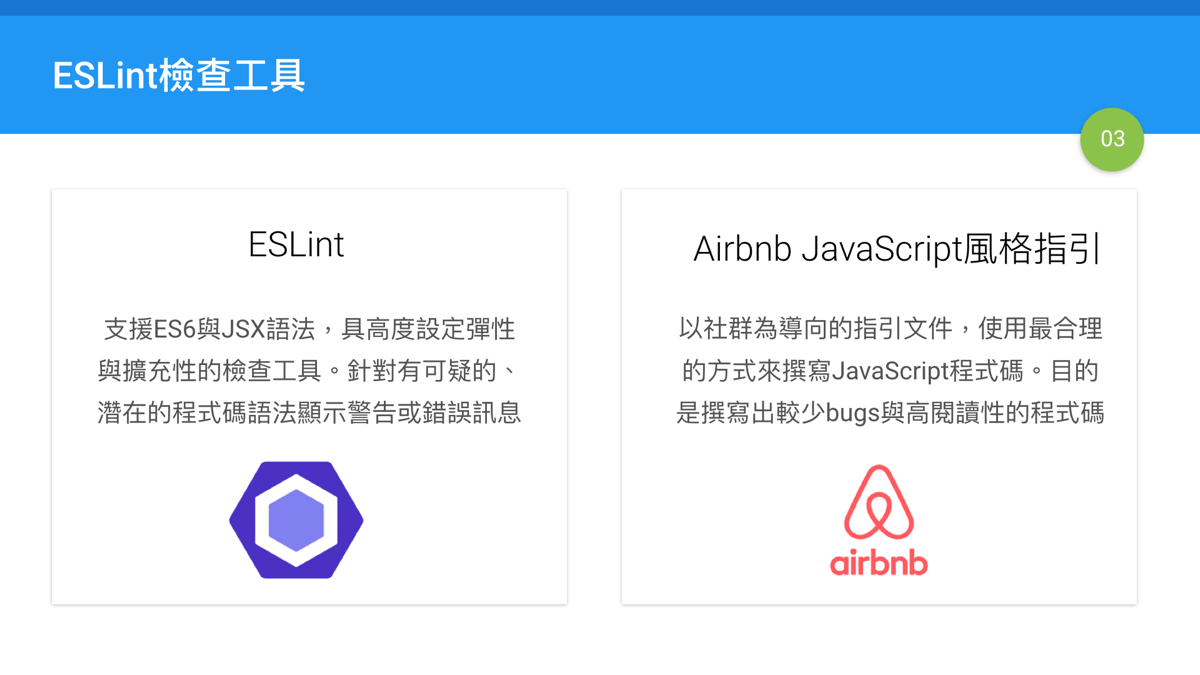 ESLint檢查工具
03
ESLint
支援ES6與JSX語法，具高度設定彈性
與擴充性的檢查工具。針對有可疑的、
潛在的程式碼語法顯示警告或錯誤訊息
Airbnb JavaScript風格指引
以社群為導向的指引文件，使用最合理
的方式來撰寫JavaScript程式碼。目的
是撰寫出較少bugs與高閱讀性的程式碼
airbnb